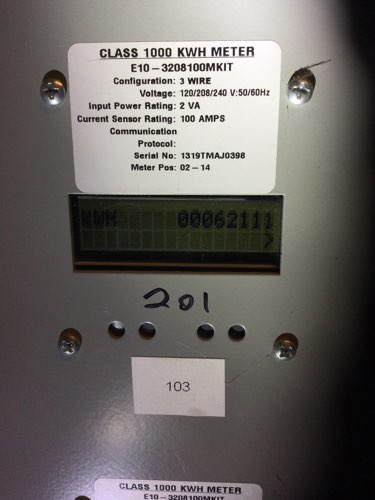 CLASS 1000 KWH METER
E10-3208100MKIT
Configuration: 3 WIRE
Voltage: 120/208/240 V:50/60Hz
Input Power Rating: 2 VA
Current Sensor Rating: 100 AMPS
Communication
Protocol:
Serial No: 1319TMAJ0398
Meter Pos: 02-14
KWH 00062111
201
103
CLASS 1000 KWH METER
E10-3208100MKIT